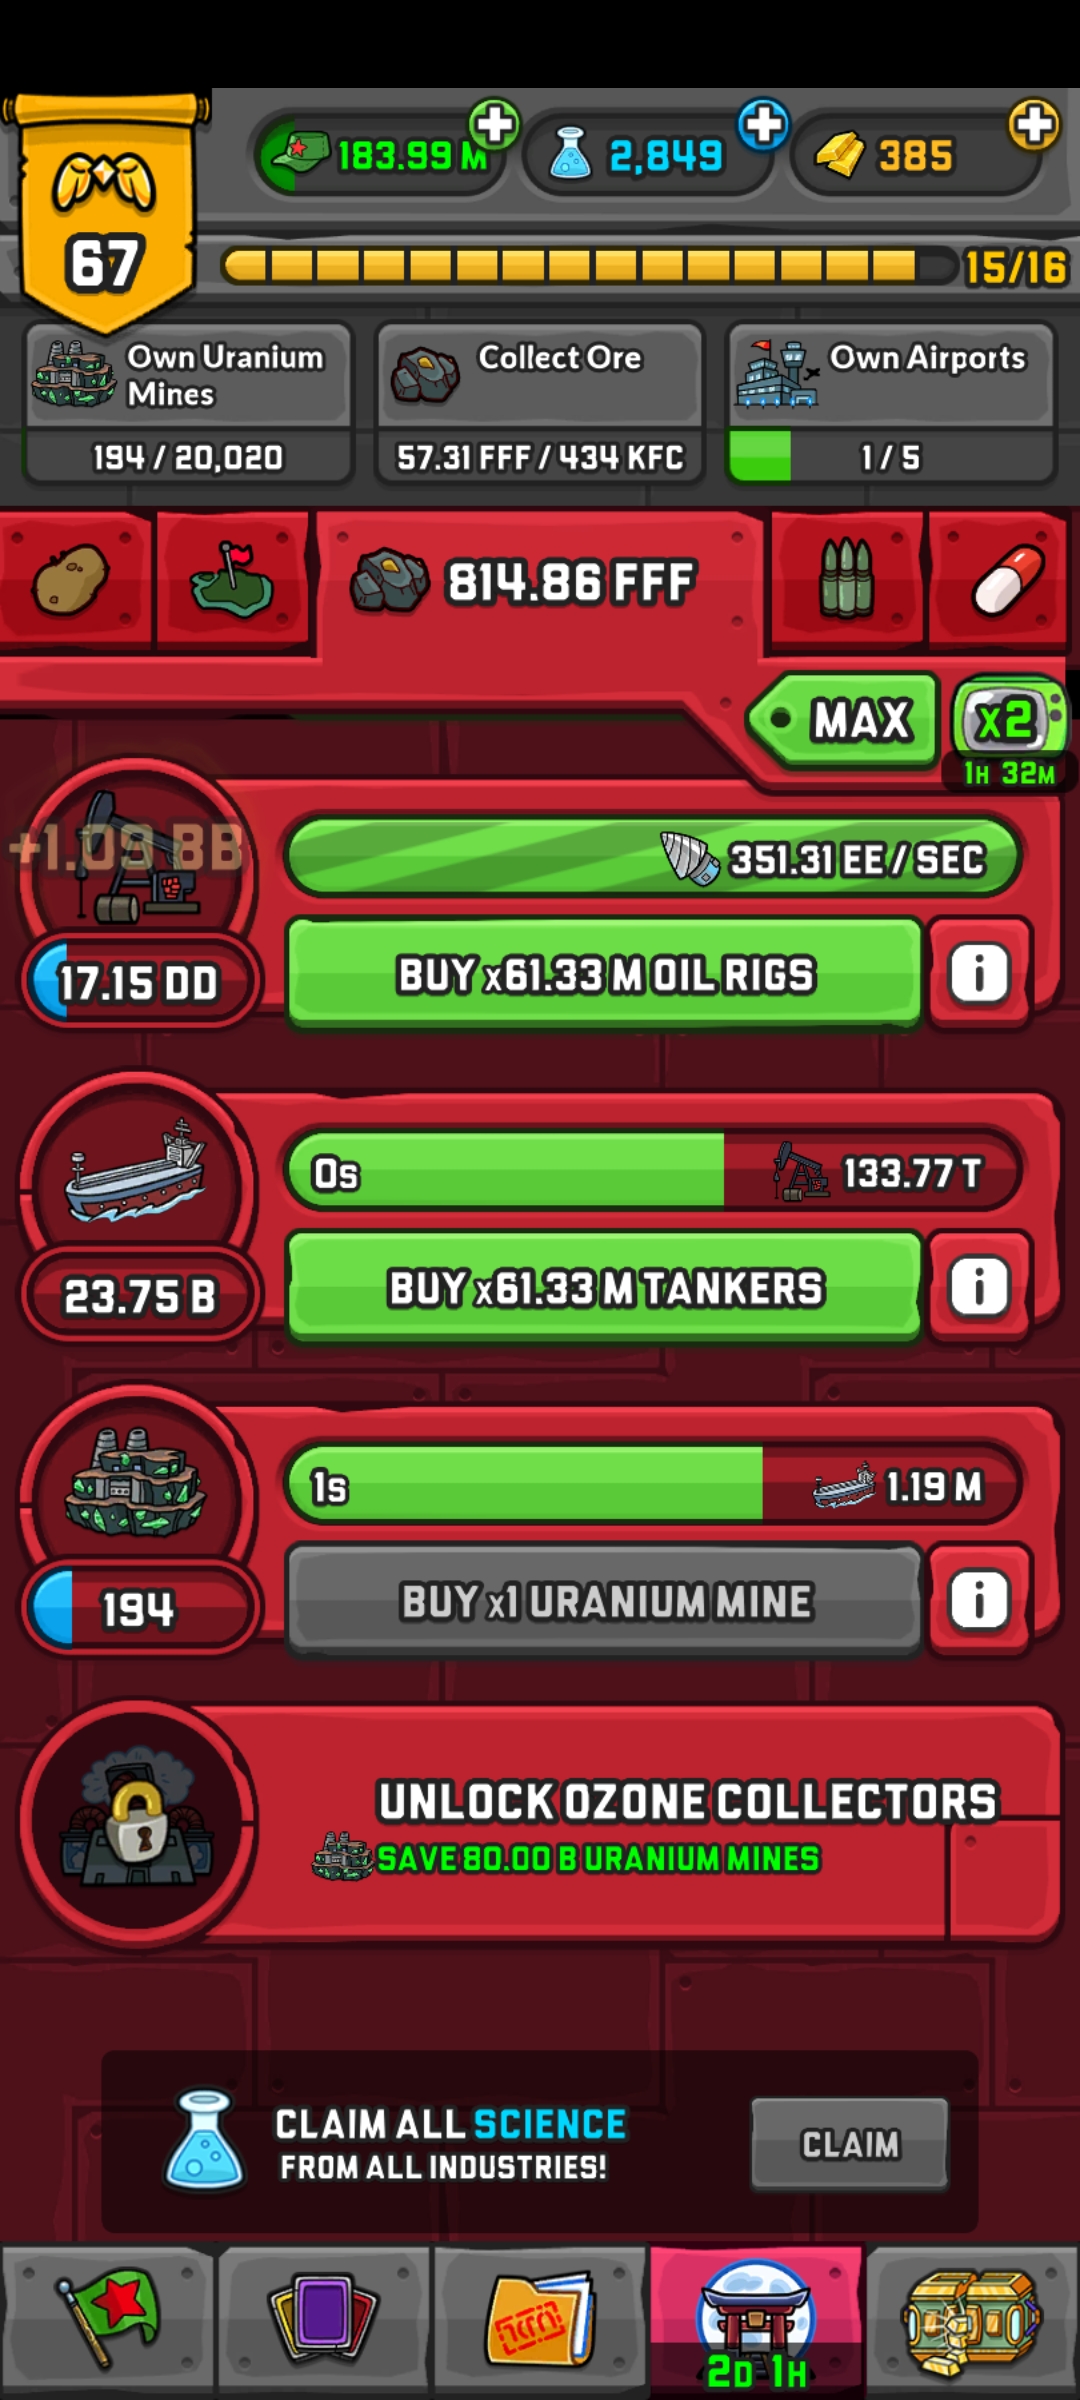 67
183.99 M
2,849
385
15/16
Own Uranium
Mines
194 / 20,020
Collect Ore
57.31 FFF / 434 KFC
Own Airports
1 / 5
814.86 FFF
MAX
x2
1H 32M
+1.09 BB
351.31 EE / SEC
17.15 DD
BUY x61.33 M OIL RIGS
i
0s
133.77 T
23.75 B
BUY x61.33 M TANKERS
i
1s
1.19 M
194
BUY x1 URANIUM MINE
i
UNLOCK OZONE COLLECTORS
SAVE 80.00 B URANIUM MINES
CLAIM ALL SCIENCE
FROM ALL INDUSTRIES!
CLAIM
2D 1H